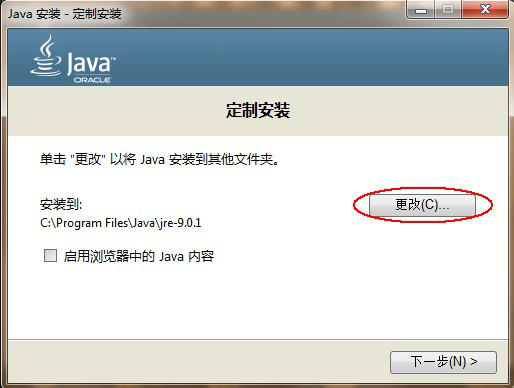 Java 安装 - 定制安装
Java™
ORACLE
定制安装
单击 "更改" 以将 Java 安装到其他文件夹。
安装到:
C:\Program Files\Java\jre-9.0.1
更改(C)...
启用浏览器中的 Java 内容
下一步(N) >